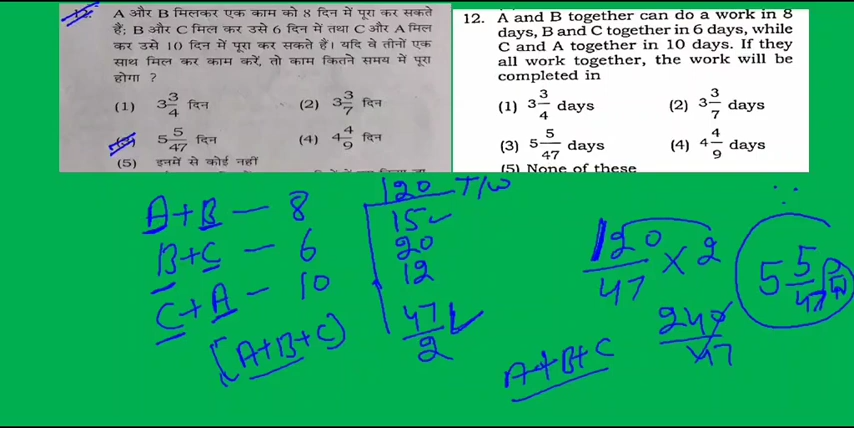 12. A और B मिलकर एक काम को 8 दिन में पूरा कर सकते
हैं; B और C मिल कर उसे 6 दिन में तथा C और A मिल
कर उसे 10 दिन में पूरा कर सकते है। यदि वे तीनों एक
साथ मिल कर काम करें, तो काम कितने समय में पूरा
होगा ?
(1) 3 3/4 दिन (2) 3 3/7 दिन
(3) 5 5/47 दिन (4) 4 4/9 दिन
(5) इनमें से कोई नहीं
12. A and B together can do a work in 8
days, B and C together in 6 days, while
C and A together in 10 days. If they
all work together, the work will be
completed in
(1) 3 3/4 days (2) 3 3/7 days
(3) 5 5/47 days (4) 4 4/9 days
(5) None of these
A+B – 8
B+C – 6
C+A – 10
(A+B+C)
120 T/W
15
20
12
47/2
A+B+C
120/47 × 2
240/47
∴ 5 5/47 दिन